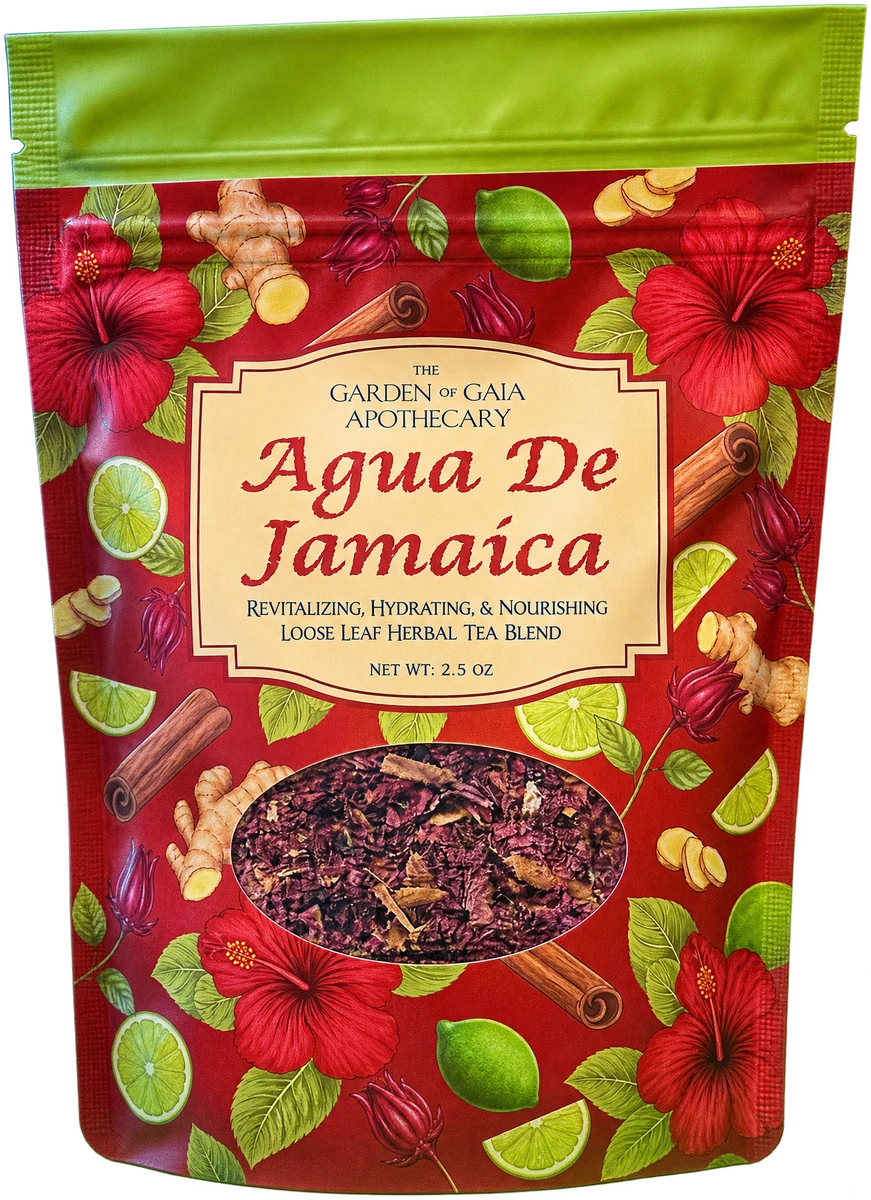 THE
GARDEN OF GAIA
APOTHECARY
Agua De
Jamaica
REVITALIZING, HYDRATING, & NOURISHING
LOOSE LEAF HERBAL TEA BLEND
NET WT: 2.5 OZ